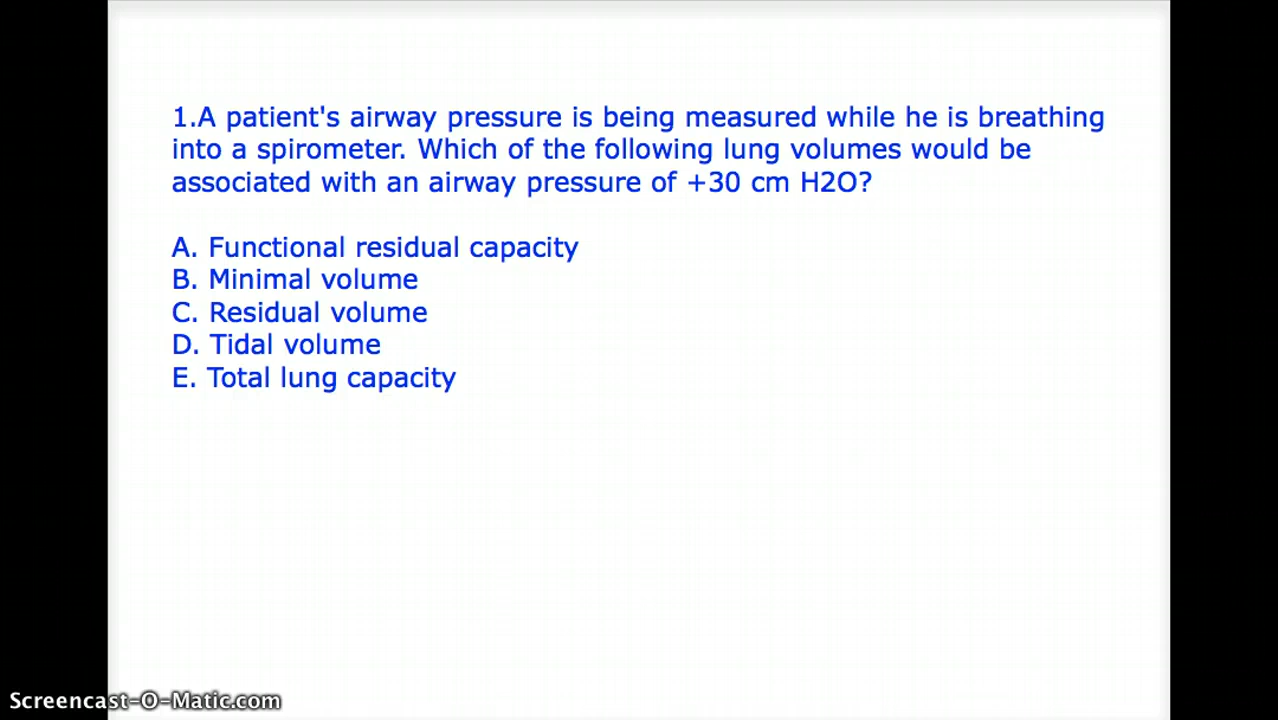 1.A patient's airway pressure is being measured while he is breathing
into a spirometer. Which of the following lung volumes would be
associated with an airway pressure of +30 cm H2O?
A. Functional residual capacity
B. Minimal volume
C. Residual volume
D. Tidal volume
E. Total lung capacity
Screencast-O-Matic.com